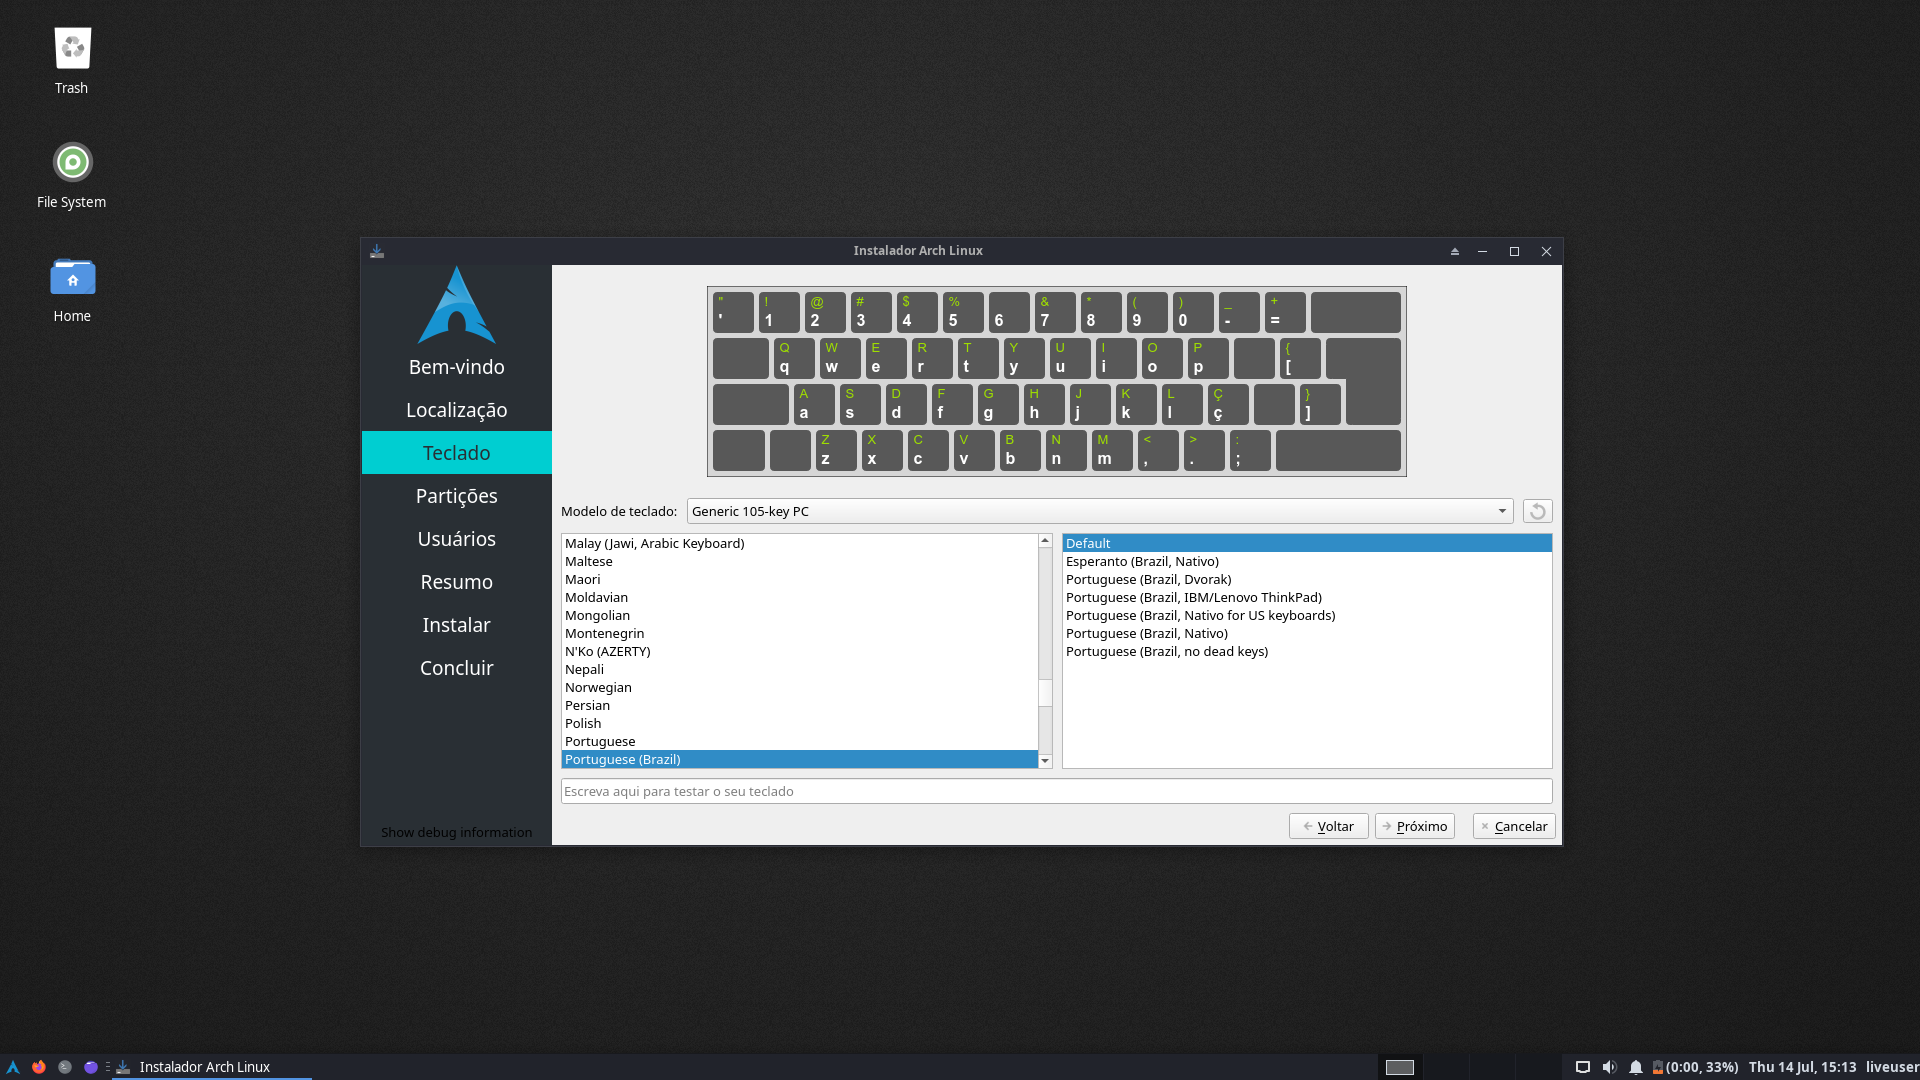 Trash
File System
Home
Instalador Arch Linux
Bem-vindo
Localização
Teclado
Partições
Usuários
Resumo
Instalar
Concluir
Show debug information
" ! @ # $ % & * ( ) _ +
' 1 2 3 4 5 6 7 8 9 0 - =
Q W E R T Y U I O P {
q w e r t y u i o p [
A S D F G H J K L Ç }
a s d f g h j k l ç ]
Z X C V B N M < > :
z x c v b n m , . ;
Modelo de teclado: Generic 105-key PC
Malay (Jawi, Arabic Keyboard)
Maltese
Maori
Moldavian
Mongolian
Montenegrin
N'Ko (AZERTY)
Nepali
Norwegian
Persian
Polish
Portuguese
Portuguese (Brazil)
Default
Esperanto (Brazil, Nativo)
Portuguese (Brazil, Dvorak)
Portuguese (Brazil, IBM/Lenovo ThinkPad)
Portuguese (Brazil, Nativo for US keyboards)
Portuguese (Brazil, Nativo)
Portuguese (Brazil, no dead keys)
Escreva aqui para testar o seu teclado
Voltar Próximo Cancelar
Instalador Arch Linux (0:00, 33%) Thu 14 Jul, 15:13 liveuser